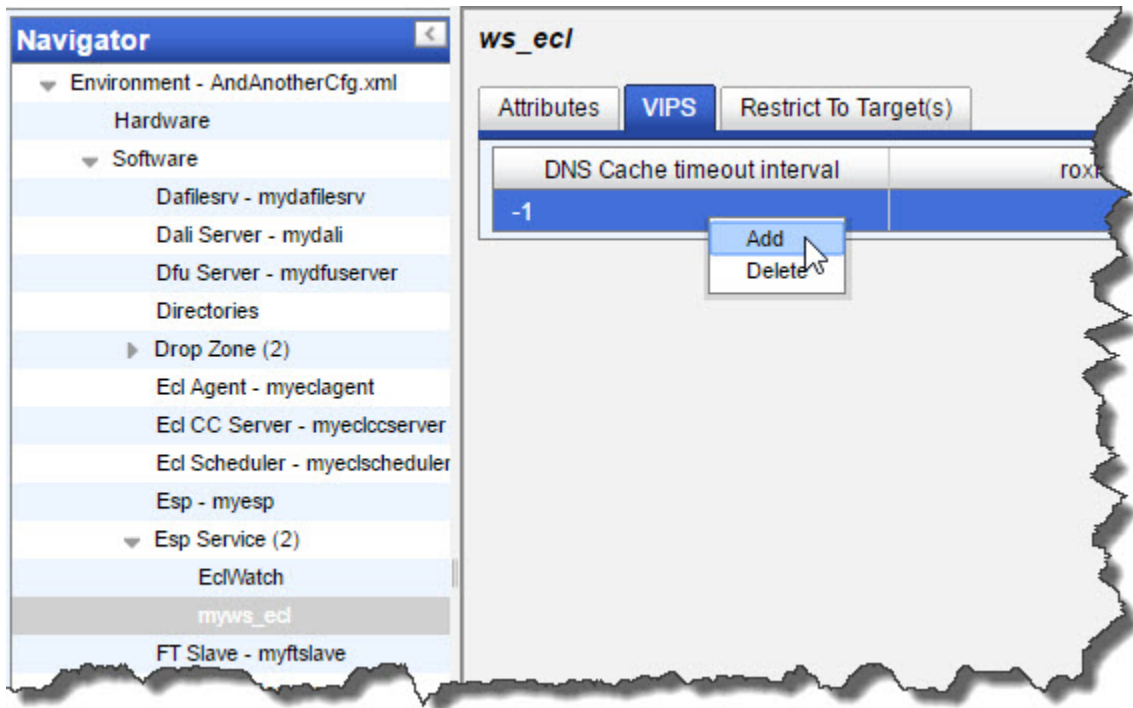 Navigator
Environment - AndAnotherCfg.xml
Hardware
Software
Dafilesrv - mydafilesrv
Dali Server - mydali
Dfu Server - mydfuserver
Directories
Drop Zone (2)
Ecl Agent - myeclagent
Ecl CC Server - myeclccserver
Ecl Scheduler - myeclscheduler
Esp - myesp
Esp Service (2)
EclWatch
myws_ecl
FT Slave - myftslave
ws_ecl
Attributes VIPS Restrict To Target(s)
DNS Cache timeout interval
-1
Add
Delete